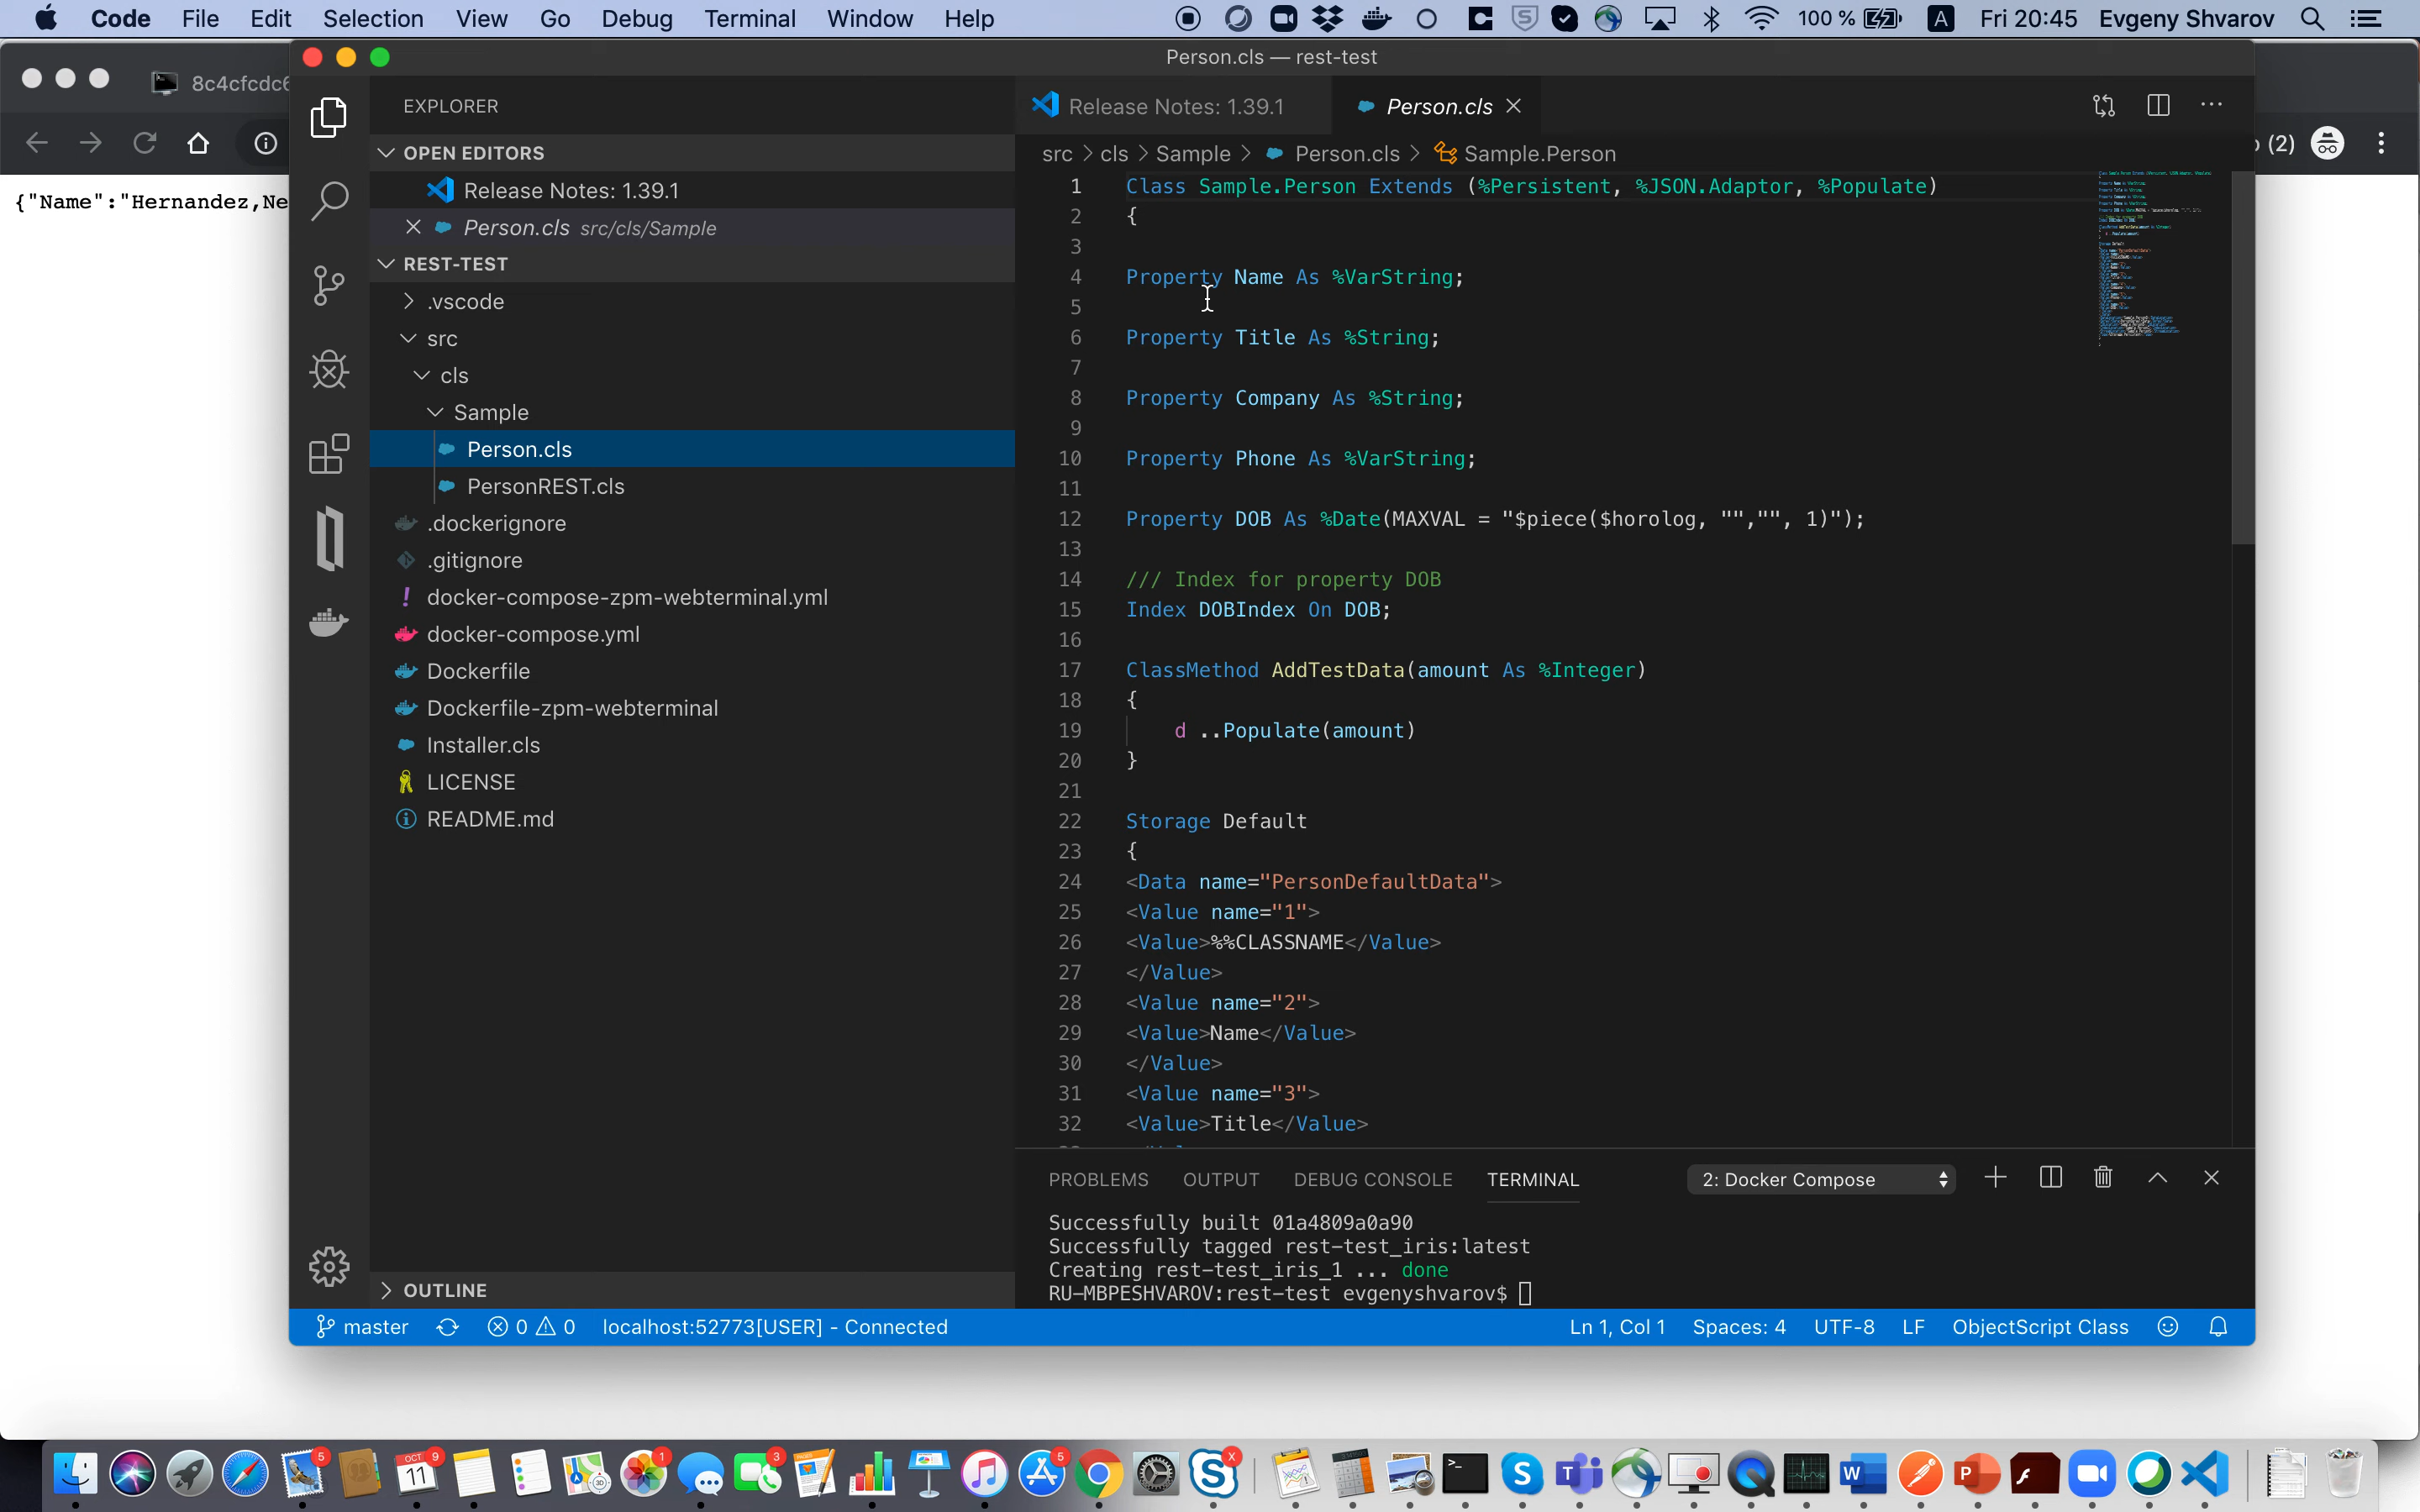 Code File Edit Selection View Go Debug Terminal Window Help
100 % A Fri 20:45 Evgeny Shvarov
Person.cls — rest-test
8c4cfcdc
(2)
{"Name":"Hernandez,Ne
EXPLORER
OPEN EDITORS
Release Notes: 1.39.1
Person.cls src/cls/Sample
REST-TEST
.vscode
src
cls
Sample
Person.cls
PersonREST.cls
.dockerignore
.gitignore
docker-compose-zpm-webterminal.yml
docker-compose.yml
Dockerfile
Dockerfile-zpm-webterminal
Installer.cls
LICENSE
README.md
OUTLINE
Release Notes: 1.39.1 Person.cls
src > cls > Sample > Person.cls > Sample.Person
1 Class Sample.Person Extends (%Persistent, %JSON.Adaptor, %Populate)
2 {
3
4 Property Name As %VarString;
5
6 Property Title As %String;
7
8 Property Company As %String;
9
10 Property Phone As %VarString;
11
12 Property DOB As %Date(MAXVAL = "$piece($horolog, "","", 1)");
13
14 /// Index for property DOB
15 Index DOBIndex On DOB;
16
17 ClassMethod AddTestData(amount As %Integer)
18 {
19 d ..Populate(amount)
20 }
21
22 Storage Default
23 {
24 <Data name="PersonDefaultData">
25 <Value name="1">
26 <Value>%%CLASSNAME</Value>
27 </Value>
28 <Value name="2">
29 <Value>Name</Value>
30 </Value>
31 <Value name="3">
32 <Value>Title</Value>
PROBLEMS OUTPUT DEBUG CONSOLE TERMINAL 2: Docker Compose
Successfully built 01a4809a0a90
Successfully tagged rest-test_iris:latest
Creating rest-test_iris_1 ... done
RU-MBPESHVAROV:rest-test evgenyshvarov$
master 0 0 localhost:52773[USER] - Connected Ln 1, Col 1 Spaces: 4 UTF-8 LF ObjectScript Class
5 OCT 11 9 1 3 5 X